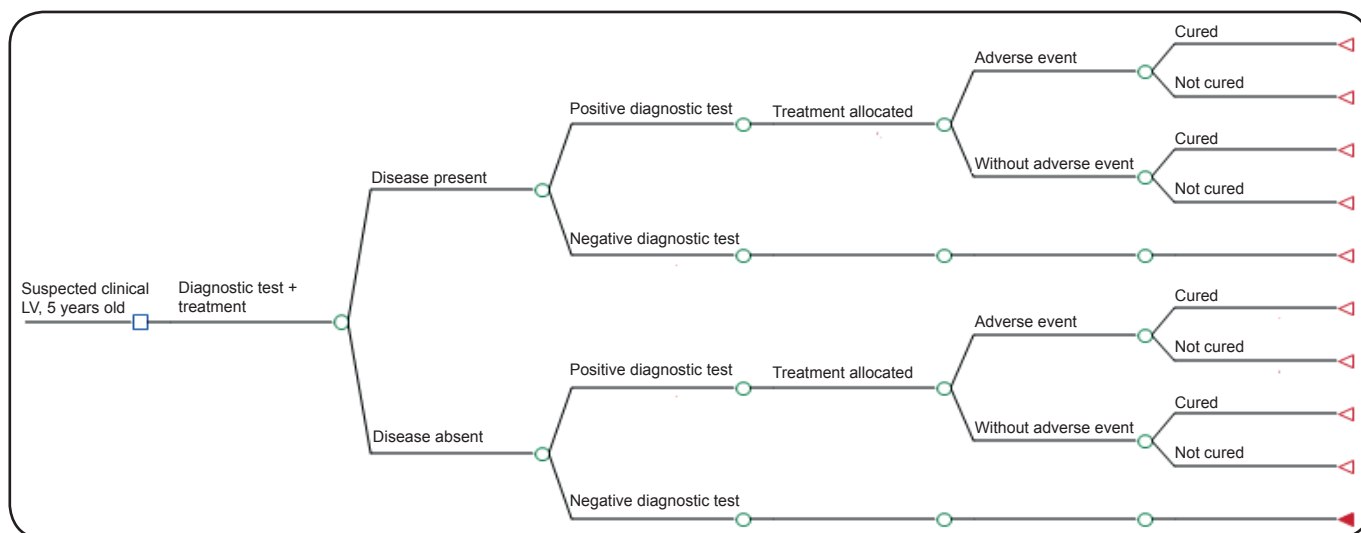 Cured
Adverse event
Not cured
Positive diagnostic test
Treatment allocated
Cured
Without adverse event
Disease present
Not cured
Negative diagnostic test
Suspected clinical
LV, 5 years old
Diagnostic test +
treatment
Cured
Adverse event
Not cured
Positive diagnostic test
Treatment allocated
Cured
Without adverse event
Disease absent
Not cured
Negative diagnostic test